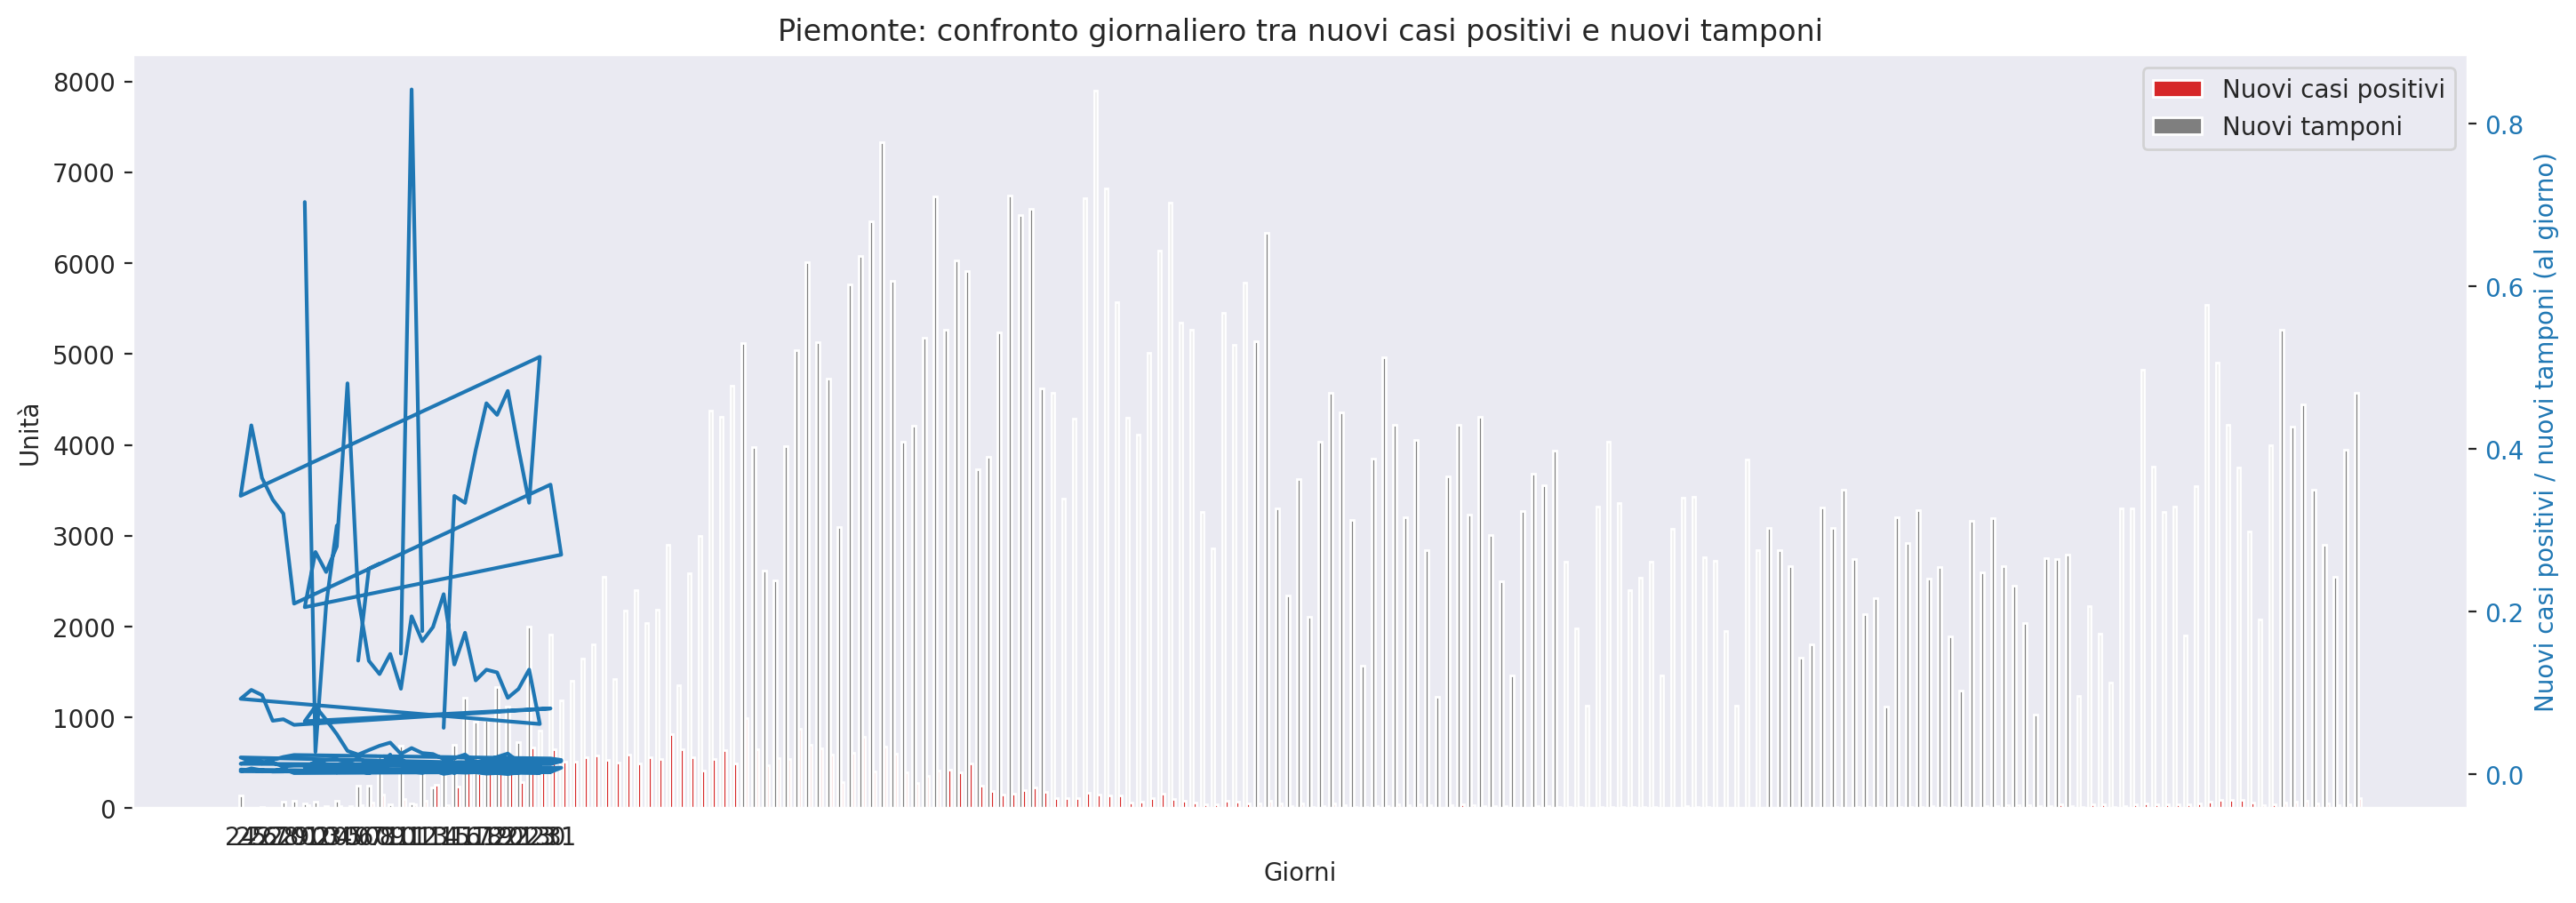 Piemonte: confronto giornaliero tra nuovi casi positivi e nuovi tamponi
Nuovi casi positivi
Nuovi tamponi
8000
7000
6000
5000
4000
3000
2000
1000
0
Unità
0.8
0.6
0.4
0.2
0.0
Nuovi casi positivi / nuovi tamponi (al giorno)
Giorni